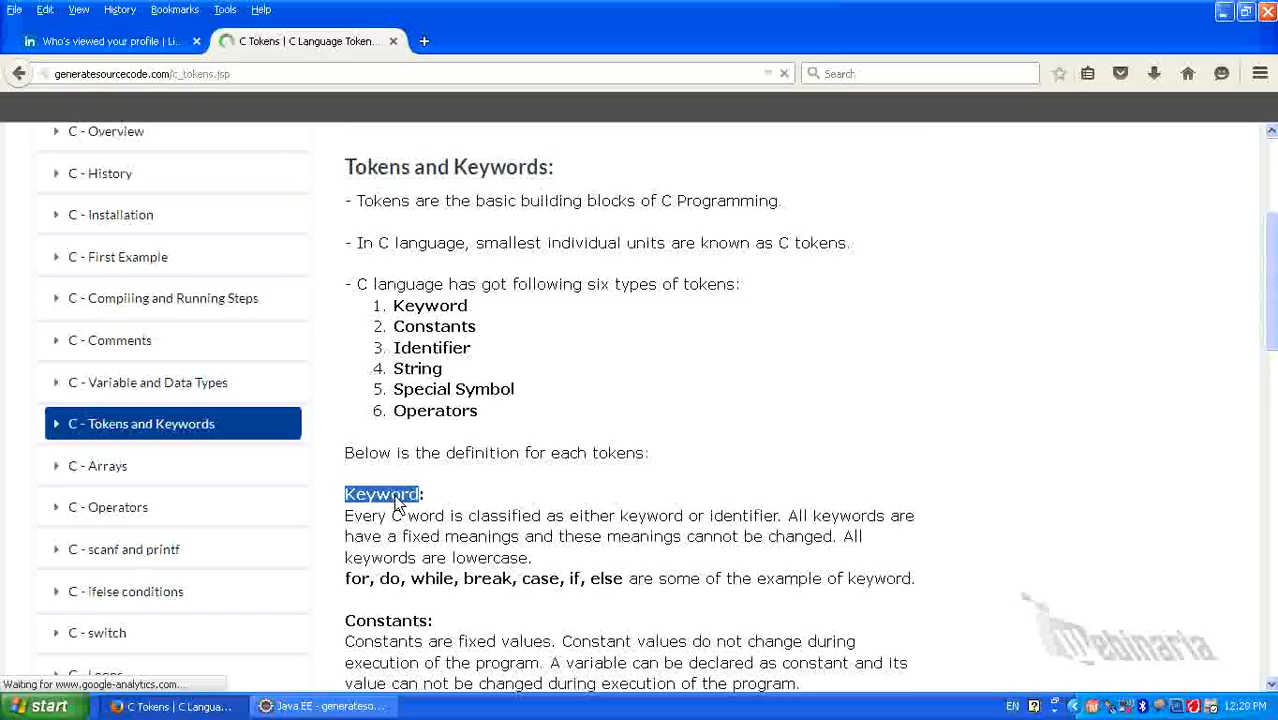 File Edit View History Bookmarks Tools Help
Who's viewed your profile | Li...
C Tokens | C Language Token...
generatesourcecode.com/c_tokens.jsp
Search
C - Overview
C - History
C - Installation
C - First Example
C - Compiling and Running Steps
C - Comments
C - Variable and Data Types
C - Tokens and Keywords
C - Arrays
C - Operators
C - scanf and printf
C - ifelse conditions
C - switch
C - Loops
Tokens and Keywords:
- Tokens are the basic building blocks of C Programming.
- In C language, smallest individual units are known as C tokens.
- C language has got following six types of tokens:
1. Keyword
2. Constants
3. Identifier
4. String
5. Special Symbol
6. Operators
Below is the definition for each tokens:
Keyword:
Every C word is classified as either keyword or identifier. All keywords are
have a fixed meanings and these meanings cannot be changed. All
keywords are lowercase.
for, do, while, break, case, if, else are some of the example of keyword.
Constants:
Constants are fixed values. Constant values do not change during
execution of the program. A variable can be declared as constant and its
value can not be changed during execution of the program.
Webinaria
Waiting for www.google-analytics.com...
start
C Tokens | C Langua...
Java EE - generateso...
EN
12:28 PM